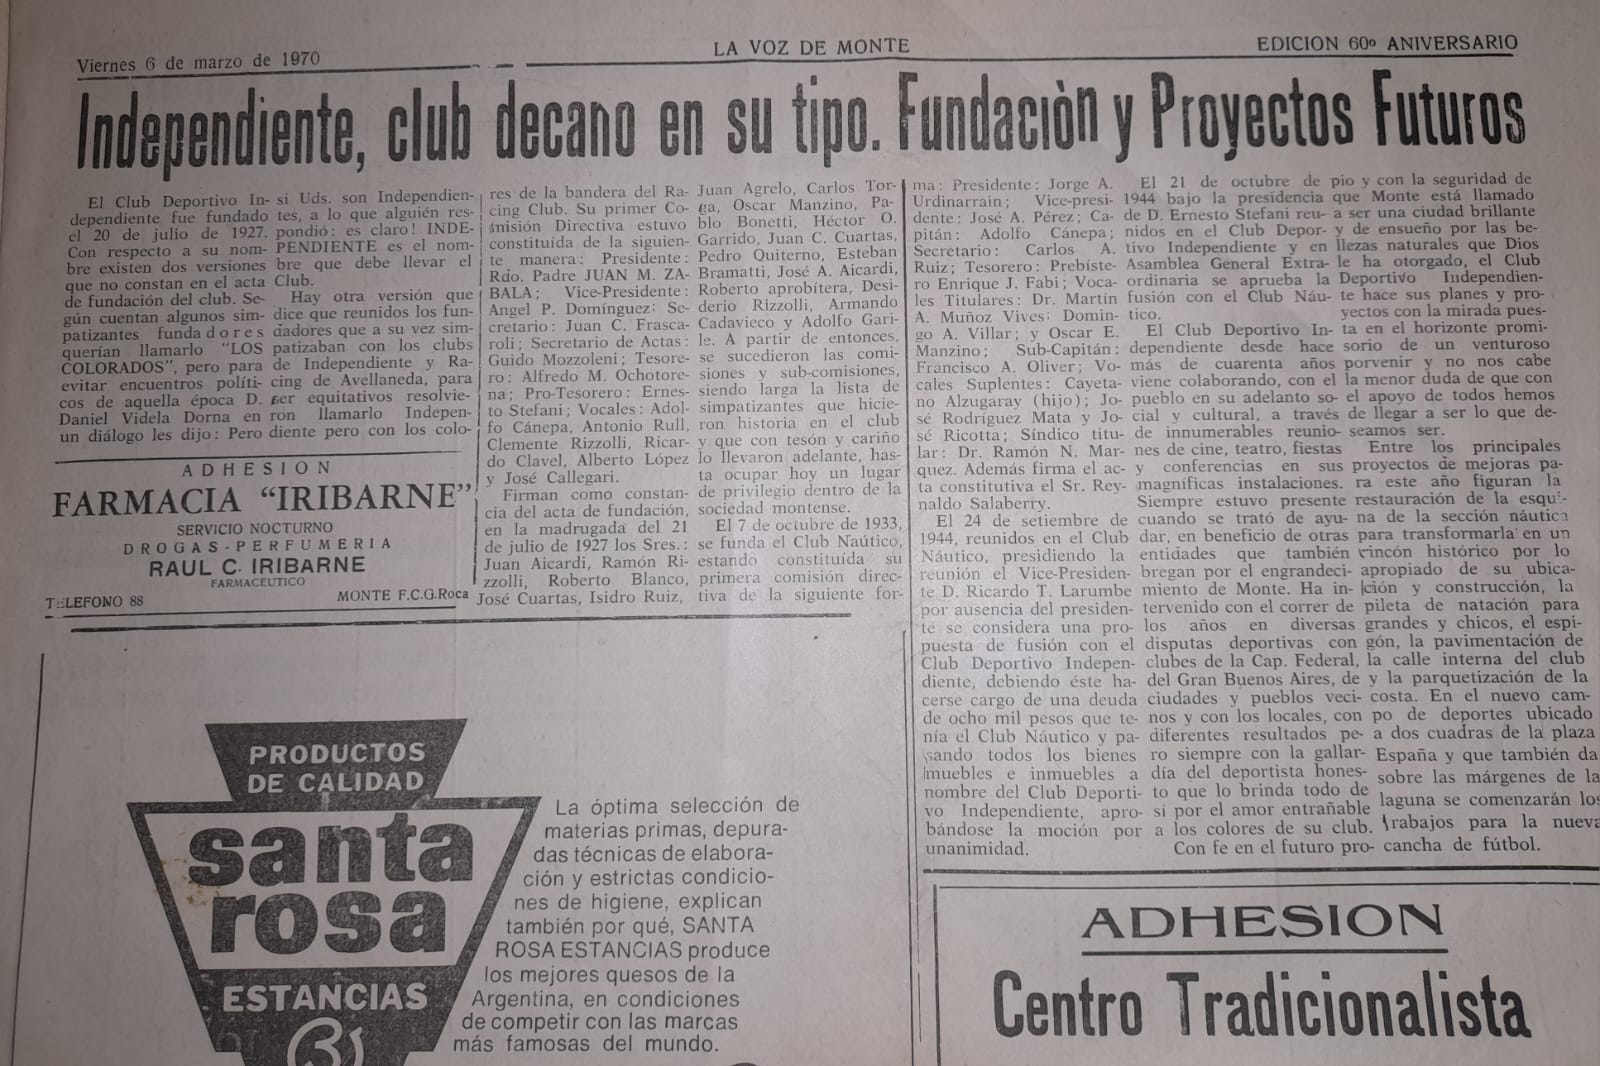 Viernes 6 de marzo de 1970
LA VOZ DE MONTE
EDICION 60º ANIVERSARIO
Independiente, club decano en su tipo. Fundaciòn y Proyectos Futuros
El Club Deportivo In-
dependiente fue fundado
el 20 de julio de 1927.
Con respecto a su nom-
bre existen dos versiones
que no constan en el acta
de fundación del club. Se-
gún cuentan algunos sim-
patizantes fundadores
querían llamarlo "LOS
COLORADOS", pero para
evitar encuentros políti-
cos de aquella época D.
Daniel Videla Dorna en
un diálogo les dijo: Pero
si Uds. son Independien-
tes, a lo que alguién res-
pondió: es claro! INDE-
PENDIENTE es el nom-
bre que debe llevar el
Club.
Hay otra versión que
dice que reunidos los fun-
dadores que a su vez sim-
patizaban con los clubs
de Independiente y Ra-
cing de Avellaneda, para
ser equitativos resolvie-
ron llamarlo Indepen-
diente pero con los colo-
res de la bandera del Ra-
cing Club. Su primer Co-
misión Directiva estuvo
constituída de la siguien-
te manera: Presidente:
Rdo. Padre JUAN M. ZA-
BALA; Vice-Presidente:
Angel P. Domínguez; Se-
cretario: Juan C. Frasca-
roli; Secretario de Actas:
Guido Mozzoleni; Tesore-
ro: Alfredo M. Ochotore-
na; Pro-Tesorero: Ernes-
to Stefani; Vocales: Adol-
fo Cánepa, Antonio Rull,
Clemente Rizzolli, Ricar-
do Clavel, Alberto López
y José Callegari.
Firman como constan-
cia del acta de fundación,
en la madrugada del 21
de julio de 1927 los Sres.:
Juan Aicardi, Ramón Ri-
zzolli, Roberto Blanco,
José Cuartas, Isidro Ruiz,
Juan Agrelo, Carlos Tor-
ga, Oscar Manzino, Pa-
blo Bonetti, Héctor O.
Garrido, Juan C. Cuartas,
Pedro Quiterno, Esteban
Bramatti, José A. Aicardi,
Roberto aprobítera, Desi-
derio Rizzolli, Armando
Cadavieco y Adolfo Gari-
le. A partir de entonces,
se sucedieron las comi-
siones y sub-comisiones,
siendo larga la lista de
simpatizantes que hicie-
ron historia en el club
y que con tesón y cariño
lo llevaron adelante, has-
ta ocupar hoy un lugar
de privilegio dentro de la
sociedad montense.
El 7 de octubre de 1933,
se funda el Club Naútico,
estando constituída su
primera comisión direc-
tiva de la siguiente for-
ma: Presidente: Jorge A.
Urdinarrain; Vice-presi-
dente: José A. Pérez; Ca-
pitán: Adolfo Cánepa;
Secretario: Carlos A.
Ruiz; Tesorero: Prebíste-
ro Enrique J. Fabi; Voca-
les Titulares: Dr. Martín
A. Muñoz Vives; Domin-
go A. Villar; y Oscar E.
Manzino; Sub-Capitán:
Francisco A. Oliver; Vo-
cales Suplentes: Cayeta-
no Alzugaray (hijo); Jo-
sé Rodríguez Mata y Jo-
sé Ricotta; Síndico titu-
lar: Dr. Ramón N. Mar-
quez. Además firma el ac-
ta constitutiva el Sr. Rey-
naldo Salaberry.
El 24 de setiembre de
1944, reunidos en el Club
Náutico, presidiendo la
reunión el Vice-Presiden-
te D. Ricardo T. Larumbe
por ausencia del presiden-
te se considera una pro-
puesta de fusión con el
Club Deportivo Indepen-
diente, debiendo éste ha-
cerse cargo de una deuda
de ocho mil pesos que te-
nía el Club Náutico y pa-
sando todos los bienes
muebles e inmuebles a
nombre del Club Deporti-
vo Independiente, apro-
bándose la moción por
unanimidad.
El 21 de octubre de
1944 bajo la presidencia
de D. Ernesto Stefani reu-
nidos en el Club Depor-
tivo Independiente y en
Asamblea General Extra-
ordinaria se aprueba la
fusión con el Club Náu-
tico.
El Club Deportivo In-
dependiente desde hace
más de cuarenta años
viene colaborando, con el
pueblo en su adelanto so-
cial y cultural, a través
de innumerables reunio-
nes de cine, teatro, fiestas
y conferencias en sus
magníficas instalaciones.
Siempre estuvo presente
cuando se trató de ayu-
dar, en beneficio de otras
entidades que también
bregan por el engrandeci-
miento de Monte. Ha in-
tervenido con el correr de
los años en diversas
disputas deportivas con
clubes de la Cap. Federal,
del Gran Buenos Aires, de
ciudades y pueblos veci-
nos y con los locales, con
diferentes resultados pe-
ro siempre con la gallar-
día del deportista hones-
to que lo brinda todo de
sí por el amor entrañable
a los colores de su club.
Con fe en el futuro pro-
pio y con la seguridad de
que Monte está llamado
a ser una ciudad brillante
y de ensueño por las be-
llezas naturales que Dios
le ha otorgado, el Club
Deportivo Independien-
te hace sus planes y pro-
yectos con la mirada pues-
ta en el horizonte promi-
sorio de un venturoso
porvenir y no nos cabe
la menor duda de que con
el apoyo de todos hemos
de llegar a ser lo que de-
seamos ser.
Entre los principales
proyectos de mejoras pa-
ra este año figuran la
restauración de la esqui-
na de la sección náutica
para transformarla en un
rincón histórico por lo
apropiado de su ubica-
ción y construcción, la
pileta de natación para
grandes y chicos, el espi-
gón, la pavimentación de
la calle interna del club
y la parquetización de la
costa. En el nuevo cam-
po de deportes ubicado
a dos cuadras de la plaza
España y que también da
sobre las márgenes de la
laguna se comenzarán los
trabajos para la nueva
cancha de fútbol.
ADHESION
FARMACIA "IRIBARNE"
SERVICIO NOCTURNO
DROGAS - PERFUMERIA
RAUL C. IRIBARNE
FARMACEUTICO
TELEFONO 88
MONTE F.C.G.Roca
PRODUCTOS
DE CALIDAD
santa
rosa
ESTANCIAS
La óptima selección de
materias primas, depura-
das técnicas de elabora-
ción y estrictas condicio-
nes de higiene, explican
también por qué, SANTA
ROSA ESTANCIAS produce
los mejores quesos de la
Argentina, en condiciones
de competir con las marcas
más famosas del mundo.
ADHESION
Centro Tradicionalista